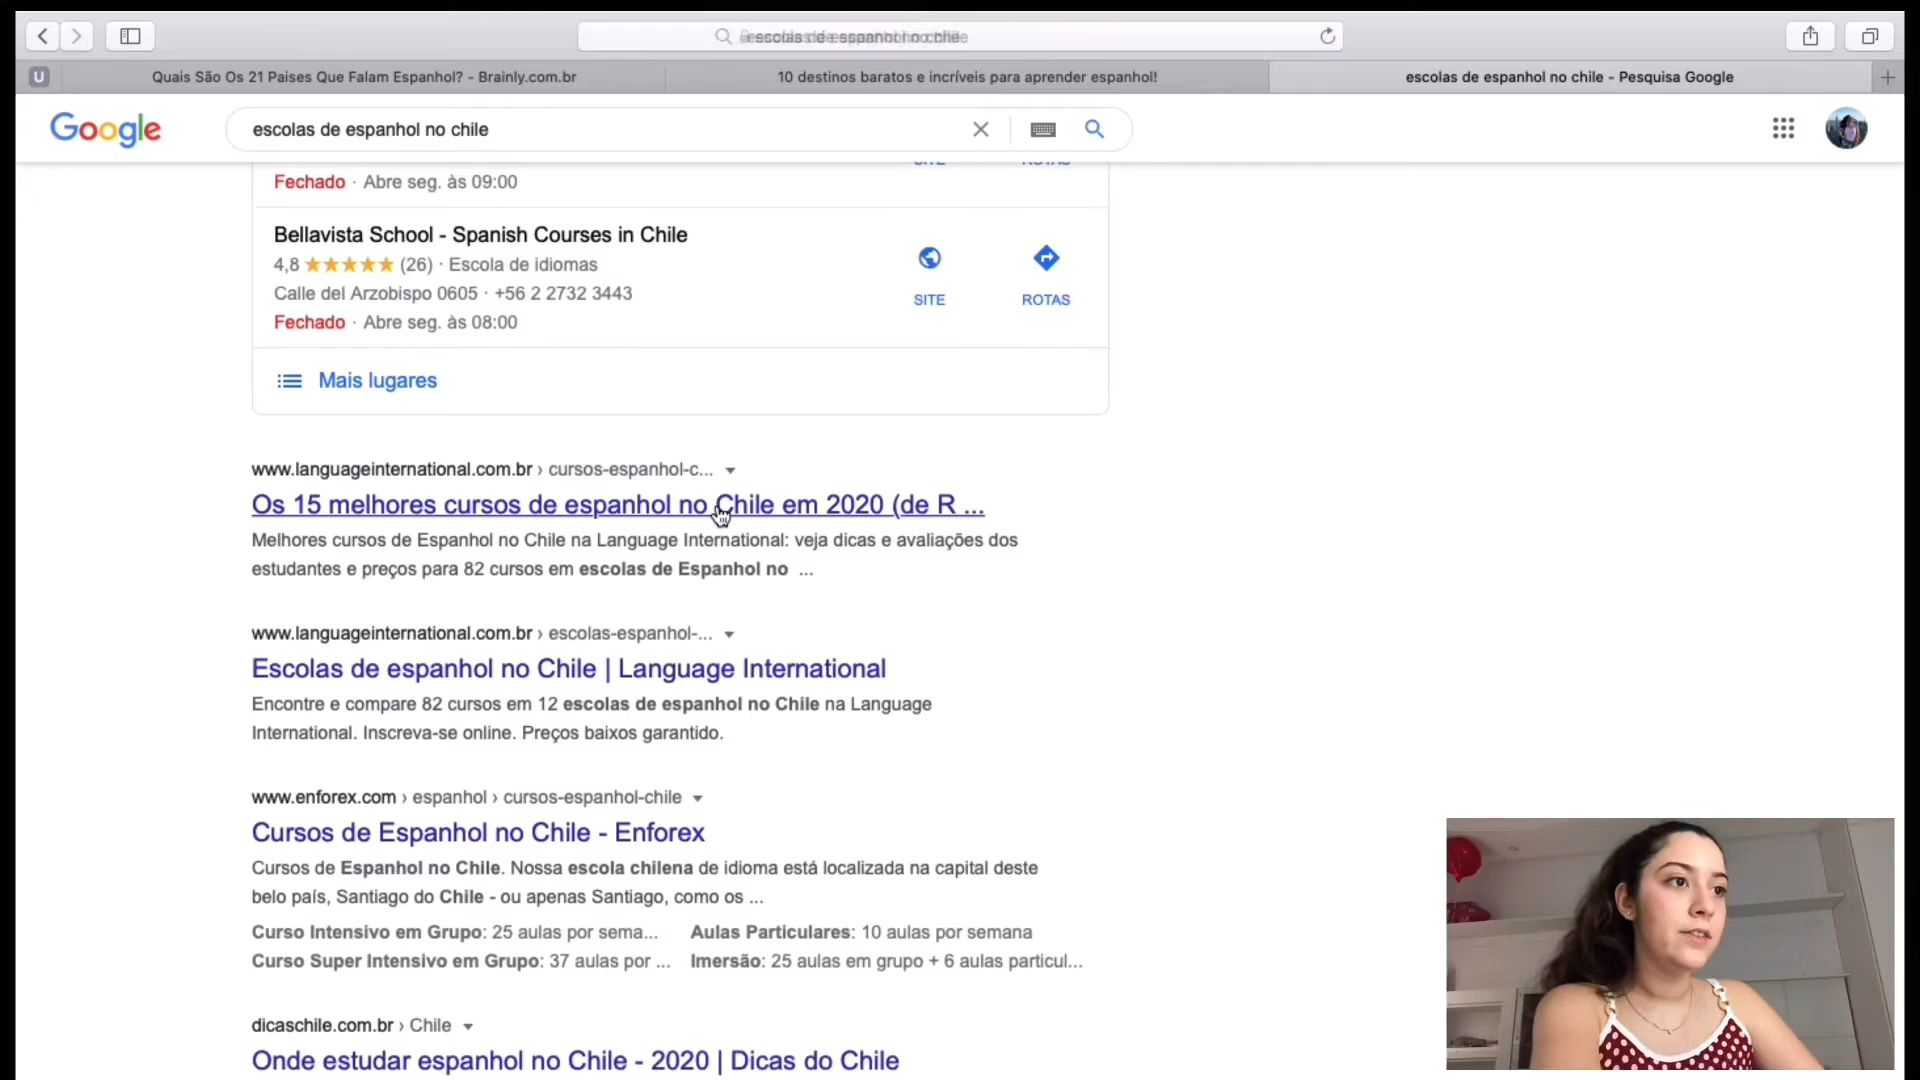 escolas de espanhol no chile
U
Quais São Os 21 Paises Que Falam Espanhol? - Brainly.com.br
10 destinos baratos e incríveis para aprender espanhol!
escolas de espanhol no chile - Pesquisa Google
Google
escolas de espanhol no chile
SITE ROTAS
Fechado · Abre seg. às 09:00
Bellavista School - Spanish Courses in Chile
4,8 ★★★★★ (26) · Escola de idiomas
Calle del Arzobispo 0605 · +56 2 2732 3443
SITE ROTAS
Fechado · Abre seg. às 08:00
Mais lugares
www.languageinternational.com.br › cursos-espanhol-c...
Os 15 melhores cursos de espanhol no Chile em 2020 (de R ...
Melhores cursos de Espanhol no Chile na Language International: veja dicas e avaliações dos
estudantes e preços para 82 cursos em escolas de Espanhol no ...
www.languageinternational.com.br › escolas-espanhol-...
Escolas de espanhol no Chile | Language International
Encontre e compare 82 cursos em 12 escolas de espanhol no Chile na Language
International. Inscreva-se online. Preços baixos garantido.
www.enforex.com › espanhol › cursos-espanhol-chile
Cursos de Espanhol no Chile - Enforex
Cursos de Espanhol no Chile. Nossa escola chilena de idioma está localizada na capital deste
belo país, Santiago do Chile - ou apenas Santiago, como os ...
Curso Intensivo em Grupo: 25 aulas por sema... Aulas Particulares: 10 aulas por semana
Curso Super Intensivo em Grupo: 37 aulas por ... Imersão: 25 aulas em grupo + 6 aulas particul...
dicaschile.com.br › Chile
Onde estudar espanhol no Chile - 2020 | Dicas do Chile